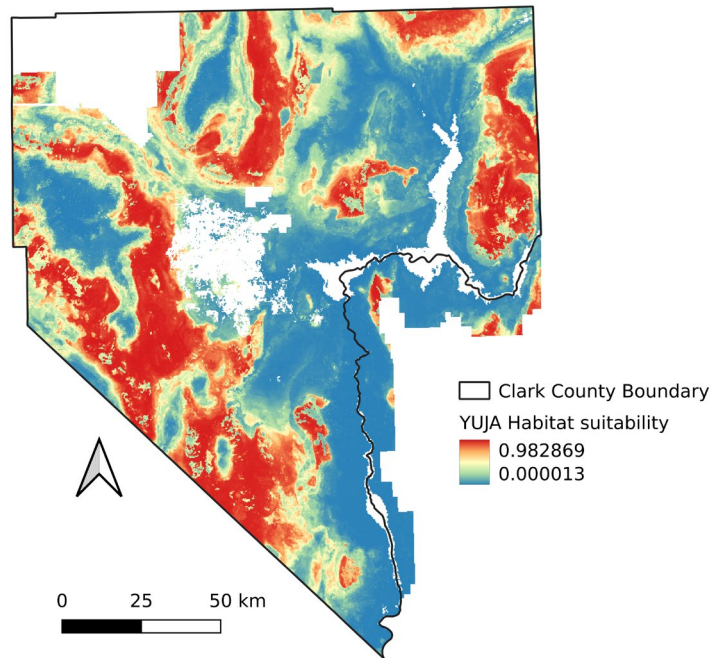 Clark County Boundary
YUJA Habitat suitability
0.982869
0.000013
0 25 50 km